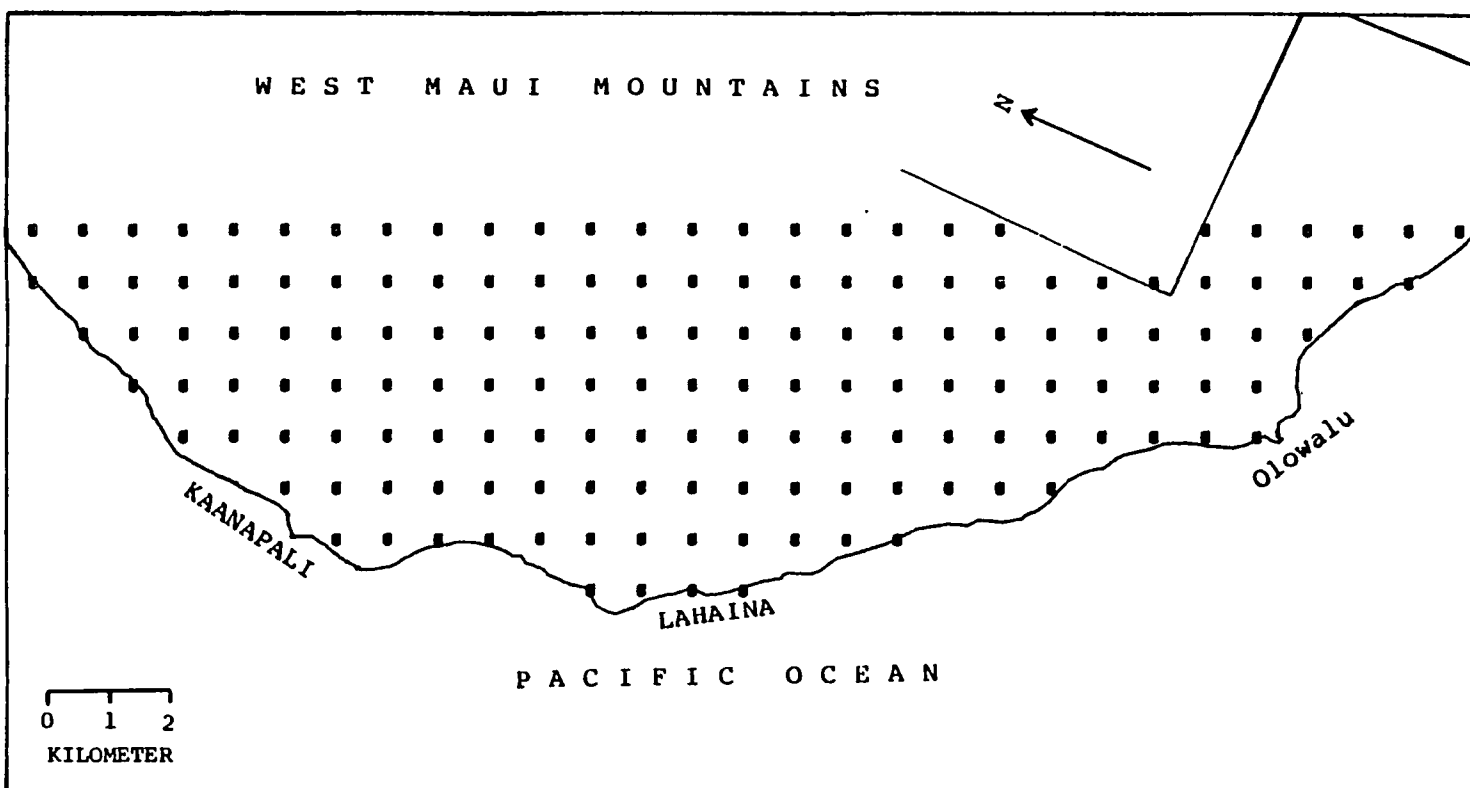 WEST MAUI MOUNTAINS
N
Olowalu
KAANAPALI
LAHAINA
PACIFIC OCEAN
0 1 2
KILOMETER